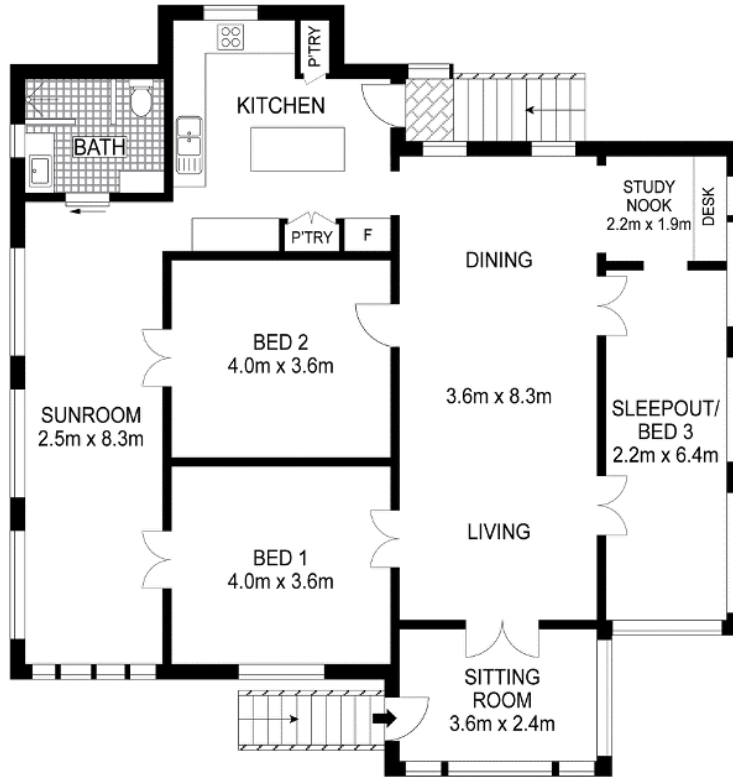 P'TRY
KITCHEN
BATH
P'TRY
F
STUDY
NOOK
2.2m x 1.9m
DESK
DINING
BED 2
4.0m x 3.6m
3.6m x 8.3m
SUNROOM
2.5m x 8.3m
SLEEPOUT/
BED 3
2.2m x 6.4m
LIVING
BED 1
4.0m x 3.6m
SITTING
ROOM
3.6m x 2.4m